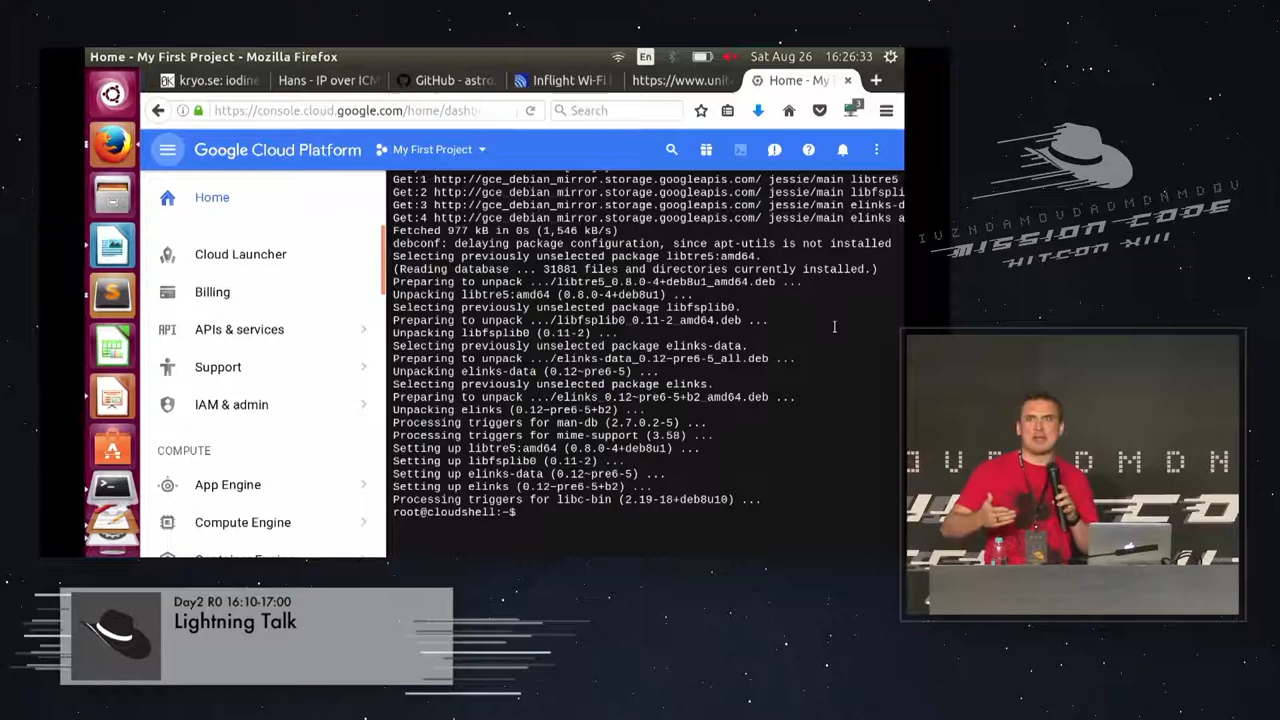 Home - My First Project - Mozilla Firefox
En
Sat Aug 26
16:26:33
kryo.se: iodine
Hans - IP over ICM
GitHub - astro
Inflight Wi-Fi
https://www.unit
Home - My F
https://console.cloud.google.com/home/dashb
Search
3
Google Cloud Platform
My First Project
Home
Cloud Launcher
Billing
API
APIs & services
Support
IAM & admin
COMPUTE
App Engine
Compute Engine
Get:1 http://gce_debian_mirror.storage.googleapis.com/ jessie/main libtre5
Get:2 http://gce_debian_mirror.storage.googleapis.com/ jessie/main libfspli
Get:3 http://gce_debian_mirror.storage.googleapis.com/ jessie/main elinks-d
Get:4 http://gce_debian_mirror.storage.googleapis.com/ jessie/main elinks a
Fetched 977 kB in 0s (1,546 kB/s)
debconf: delaying package configuration, since apt-utils is not installed
Selecting previously unselected package libtre5:amd64.
(Reading database ... 31881 files and directories currently installed.)
Preparing to unpack .../libtre5_0.8.0-4+deb8u1_amd64.deb ...
Unpacking libtre5:amd64 (0.8.0-4+deb8u1) ...
Selecting previously unselected package libfsplib0.
Preparing to unpack .../libfsplib0_0.11-2_amd64.deb ...
Unpacking libfsplib0 (0.11-2) ...
Selecting previously unselected package elinks-data.
Preparing to unpack .../elinks-data_0.12~pre6-5_all.deb ...
Unpacking elinks-data (0.12~pre6-5) ...
Selecting previously unselected package elinks.
Preparing to unpack .../elinks_0.12~pre6-5+b2_amd64.deb ...
Unpacking elinks (0.12~pre6-5+b2) ...
Processing triggers for man-db (2.7.0.2-5) ...
Processing triggers for mime-support (3.58) ...
Setting up libtre5:amd64 (0.8.0-4+deb8u1) ...
Setting up libfsplib0 (0.11-2) ...
Setting up elinks-data (0.12~pre6-5) ...
Setting up elinks (0.12~pre6-5+b2) ...
Processing triggers for libc-bin (2.19-18+deb8u10) ...
root@cloudshell:~$
MISSION CODE
HITCON XIII
Day2 R0 16:10-17:00
Lightning Talk